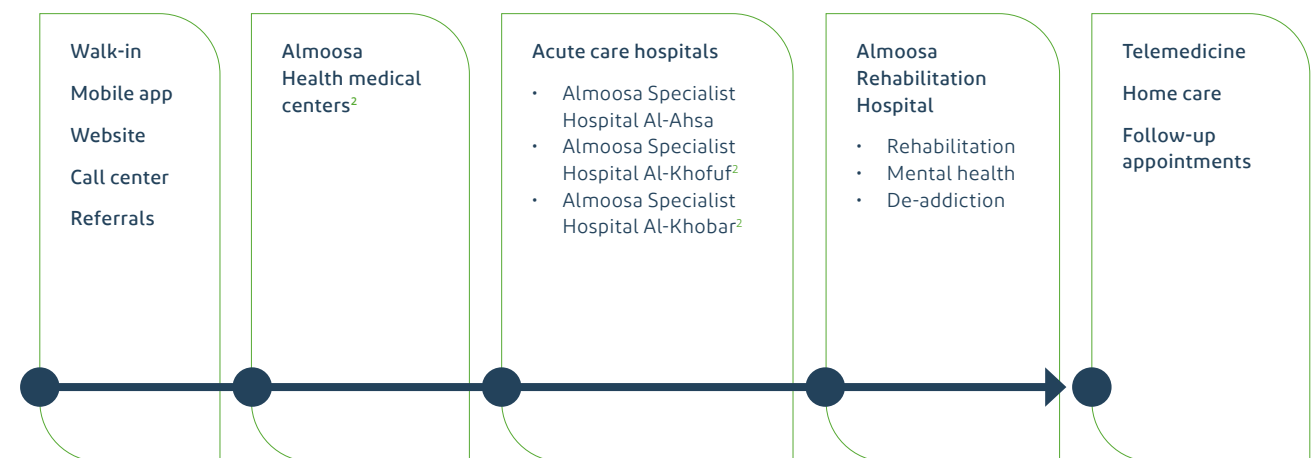 Walk-in
Mobile app
Website
Call center
Referrals
Almoosa
Health medical
centers²
Acute care hospitals
• Almoosa Specialist
Hospital Al-Ahsa
• Almoosa Specialist
Hospital Al-Khofuf²
• Almoosa Specialist
Hospital Al-Khobar²
Almoosa
Rehabilitation
Hospital
• Rehabilitation
• Mental health
• De-addiction
Telemedicine
Home care
Follow-up
appointments